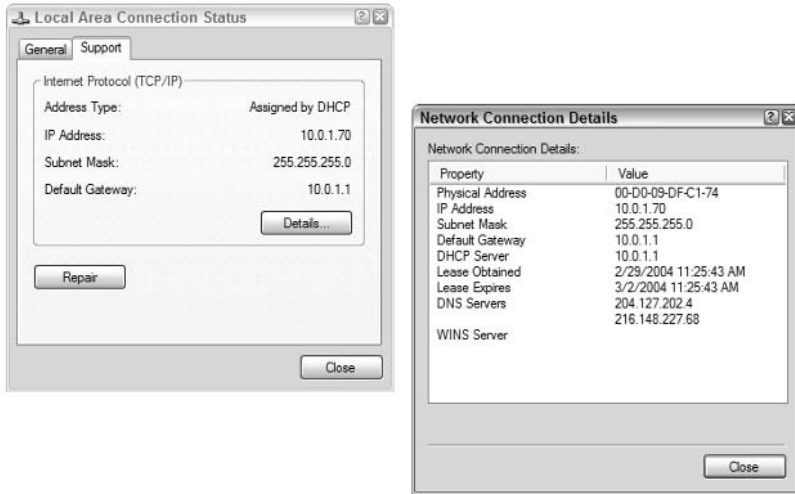 Local Area Connection Status
General Support
Internet Protocol (TCP/IP)
Address Type: Assigned by DHCP
IP Address: 10.0.1.70
Subnet Mask: 255.255.255.0
Default Gateway: 10.0.1.1
Details...
Repair
Close
Network Connection Details
Network Connection Details:
Property Value
Physical Address 00-D0-09-DF-C1-74
IP Address 10.0.1.70
Subnet Mask 255.255.255.0
Default Gateway 10.0.1.1
DHCP Server 10.0.1.1
Lease Obtained 2/29/2004 11:25:43 AM
Lease Expires 3/2/2004 11:25:43 AM
DNS Servers 204.127.202.4
216.148.227.68
WINS Server
Close